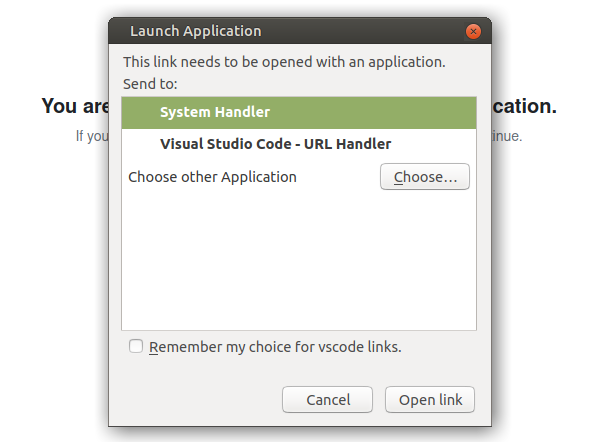 Launch Application
This link needs to be opened with an application.
Send to:
You are
cation.
System Handler
If you
inue.
Visual Studio Code - URL Handler
Choose other Application
Choose...
Remember my choice for vscode links.
Cancel
Open link